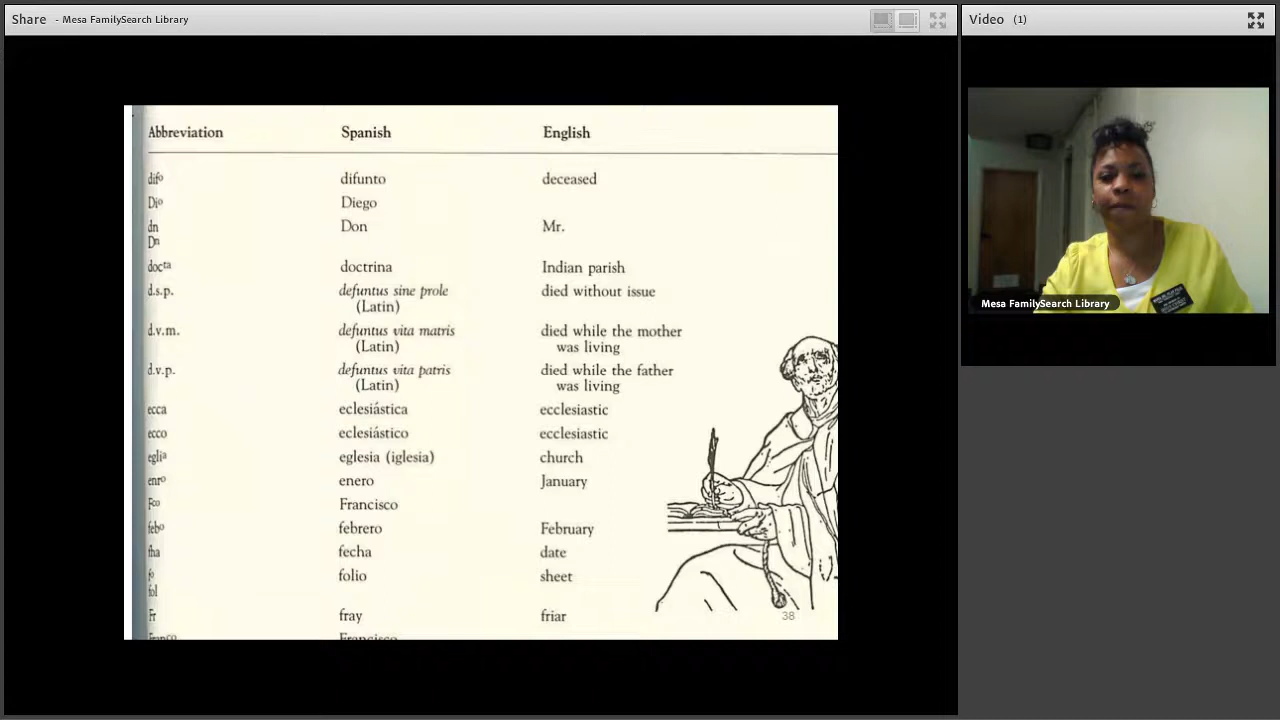 Share - Mesa FamilySearch Library
Video (1)
Abbreviation Spanish English
difº difunto deceased
Diº Diego
dn Don Mr.
Dⁿ
docᵗᵃ doctrina Indian parish
d.s.p. defuntus sine prole died without issue
(Latin)
d.v.m. defuntus vita matris died while the mother
(Latin) was living
d.v.p. defuntus vita patris died while the father
(Latin) was living
ecca eclesiástica ecclesiastic
ecco eclesiástico ecclesiastic
egliª eglesia (iglesia) church
enrº enero January
Fᶜº Francisco
febº febrero February
fha fecha date
fº folio sheet
fol
Fr fray friar
Franco Francisco
38
Mesa FamilySearch Library